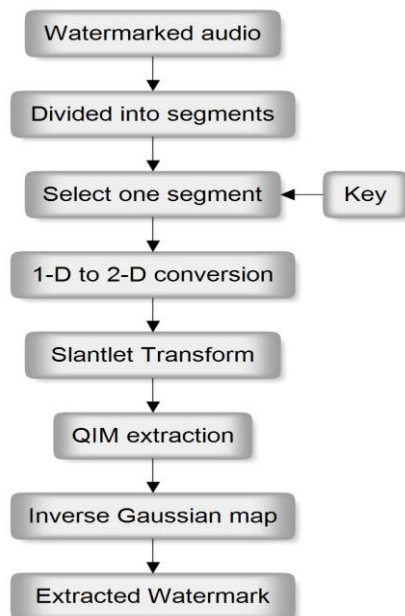 Watermarked audio
Divided into segments
Select one segment
Key
1-D to 2-D conversion
Slantlet Transform
QIM extraction
Inverse Gaussian map
Extracted Watermark